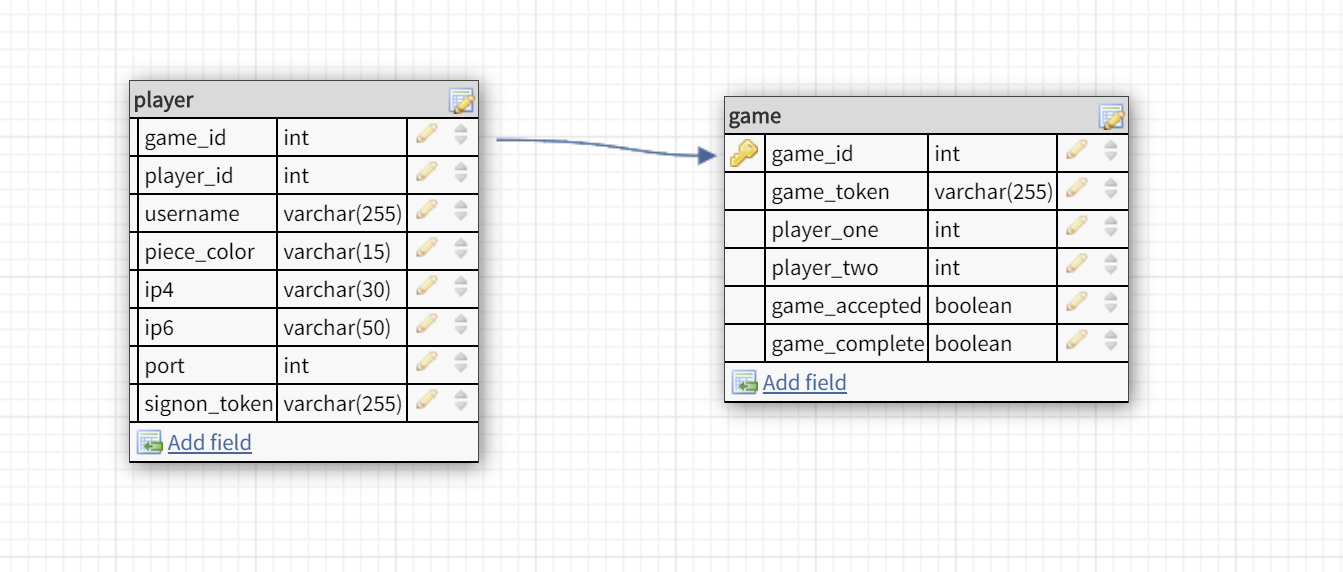 player
game_id int
player_id int
username varchar(255)
piece_color varchar(15)
ip4 varchar(30)
ip6 varchar(50)
port int
signon_token varchar(255)
Add field
game
game_id int
game_token varchar(255)
player_one int
player_two int
game_accepted boolean
game_complete boolean
Add field